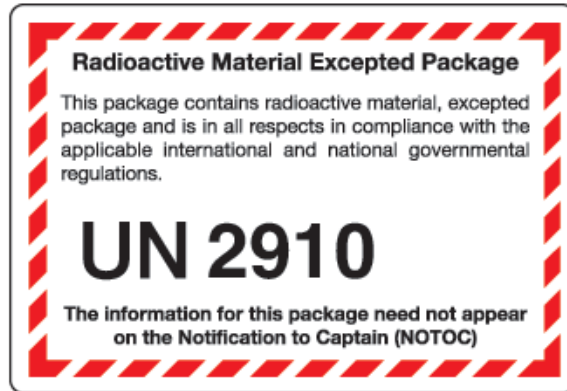 Radioactive Material Excepted Package
This package contains radioactive material, excepted
package and is in all respects in compliance with the
applicable international and national governmental
regulations.
UN 2910
The information for this package need not appear
on the Notification to Captain (NOTOC)